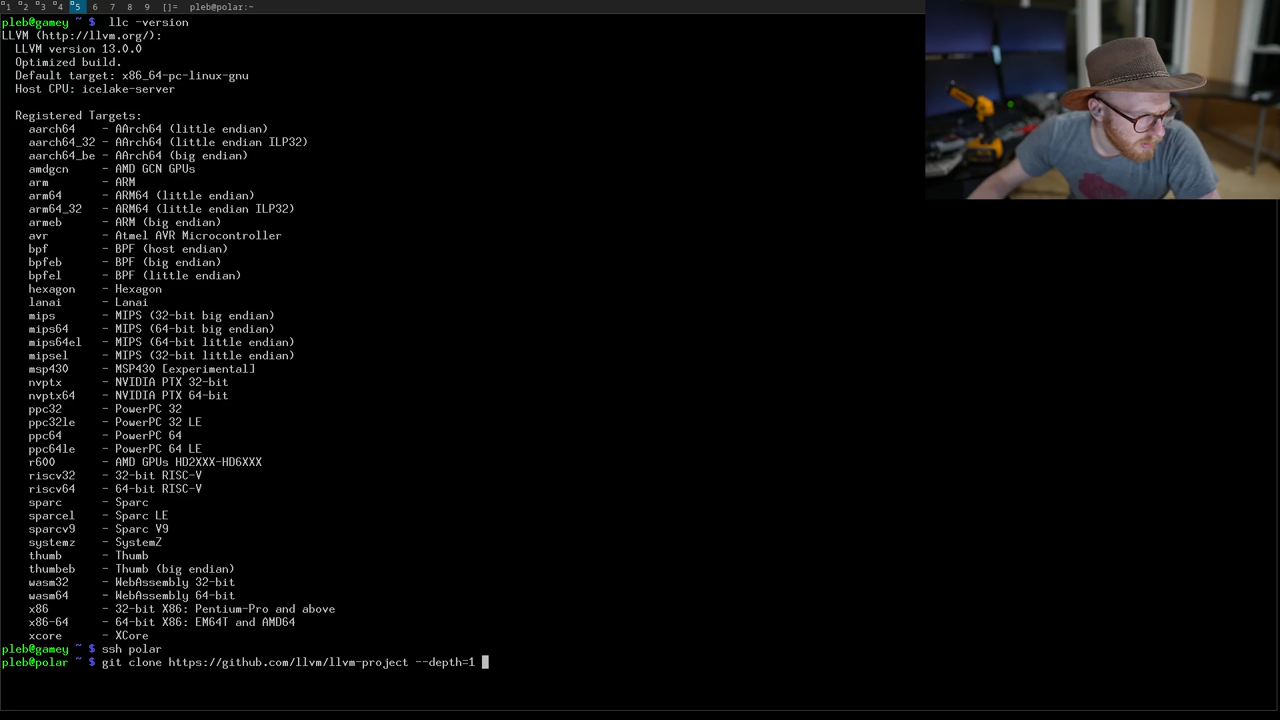 1 2 3 4 5 6 7 8 9 []= pleb@polar:~
pleb@gamey ~ $ llc -version
LLVM (http://llvm.org/):
LLVM version 13.0.0
Optimized build.
Default target: x86_64-pc-linux-gnu
Host CPU: icelake-server
Registered Targets:
aarch64 - AArch64 (little endian)
aarch64_32 - AArch64 (little endian ILP32)
aarch64_be - AArch64 (big endian)
amdgcn - AMD GCN GPUs
arm - ARM
arm64 - ARM64 (little endian)
arm64_32 - ARM64 (little endian ILP32)
armeb - ARM (big endian)
avr - Atmel AVR Microcontroller
bpf - BPF (host endian)
bpfeb - BPF (big endian)
bpfel - BPF (little endian)
hexagon - Hexagon
lanai - Lanai
mips - MIPS (32-bit big endian)
mips64 - MIPS (64-bit big endian)
mips64el - MIPS (64-bit little endian)
mipsel - MIPS (32-bit little endian)
msp430 - MSP430 [experimental]
nvptx - NVIDIA PTX 32-bit
nvptx64 - NVIDIA PTX 64-bit
ppc32 - PowerPC 32
ppc32le - PowerPC 32 LE
ppc64 - PowerPC 64
ppc64le - PowerPC 64 LE
r600 - AMD GPUs HD2XXX-HD6XXX
riscv32 - 32-bit RISC-V
riscv64 - 64-bit RISC-V
sparc - Sparc
sparcel - Sparc LE
sparcv9 - Sparc V9
systemz - SystemZ
thumb - Thumb
thumbeb - Thumb (big endian)
wasm32 - WebAssembly 32-bit
wasm64 - WebAssembly 64-bit
x86 - 32-bit X86: Pentium-Pro and above
x86-64 - 64-bit X86: EM64T and AMD64
xcore - XCore
pleb@gamey ~ $ ssh polar
pleb@polar ~ $ git clone https://github.com/llvm/llvm-project --depth=1